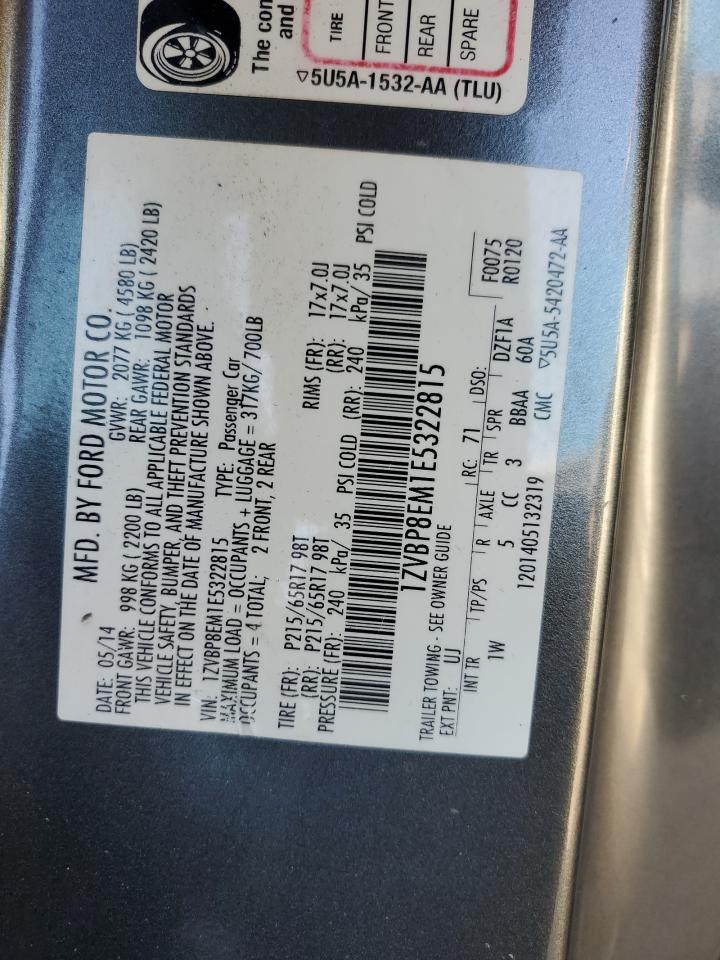 The con
and
TIRE
FRONT
REAR
SPARE
▽5U5A-1532-AA (TLU)
MFD. BY FORD MOTOR CO.
DATE: 05/14 GVWR: 2077 KG ( 4580 LB)
FRONT GAWR: 998 KG ( 2200 LB) REAR GAWR: 1098 KG ( 2420 LB)
THIS VEHICLE CONFORMS TO ALL APPLICABLE FEDERAL MOTOR
VEHICLE SAFETY, BUMPER, AND THEFT PREVENTION STANDARDS
IN EFFECT ON THE DATE OF MANUFACTURE SHOWN ABOVE.
VIN: 1ZVBP8EM1E5322815 TYPE: Passenger Car
MAXIMUM LOAD = OCCUPANTS + LUGGAGE = 317KG/ 700LB
OCCUPANTS = 4 TOTAL; 2 FRONT, 2 REAR
TIRE (FR): P215/65R17 98T RIMS (FR): 17x7.0J
(RR): P215/65R17 98T (RR): 17x7.0J
PRESSURE (FR): 240 kPa/ 35 PSI COLD (RR): 240 kPa/ 35 PSI COLD
1ZVBP8EM1E5322815
TRAILER TOWING - SEE OWNER GUIDE
EXT PNT: UJ RC: 71 DSO: F0075
INT TR TP/PS R AXLE TR SPR DZF1A R0120
1W 5 CC 3 BBAA 60A
1201405132319 CMC ▽5U5A-5420472-AA